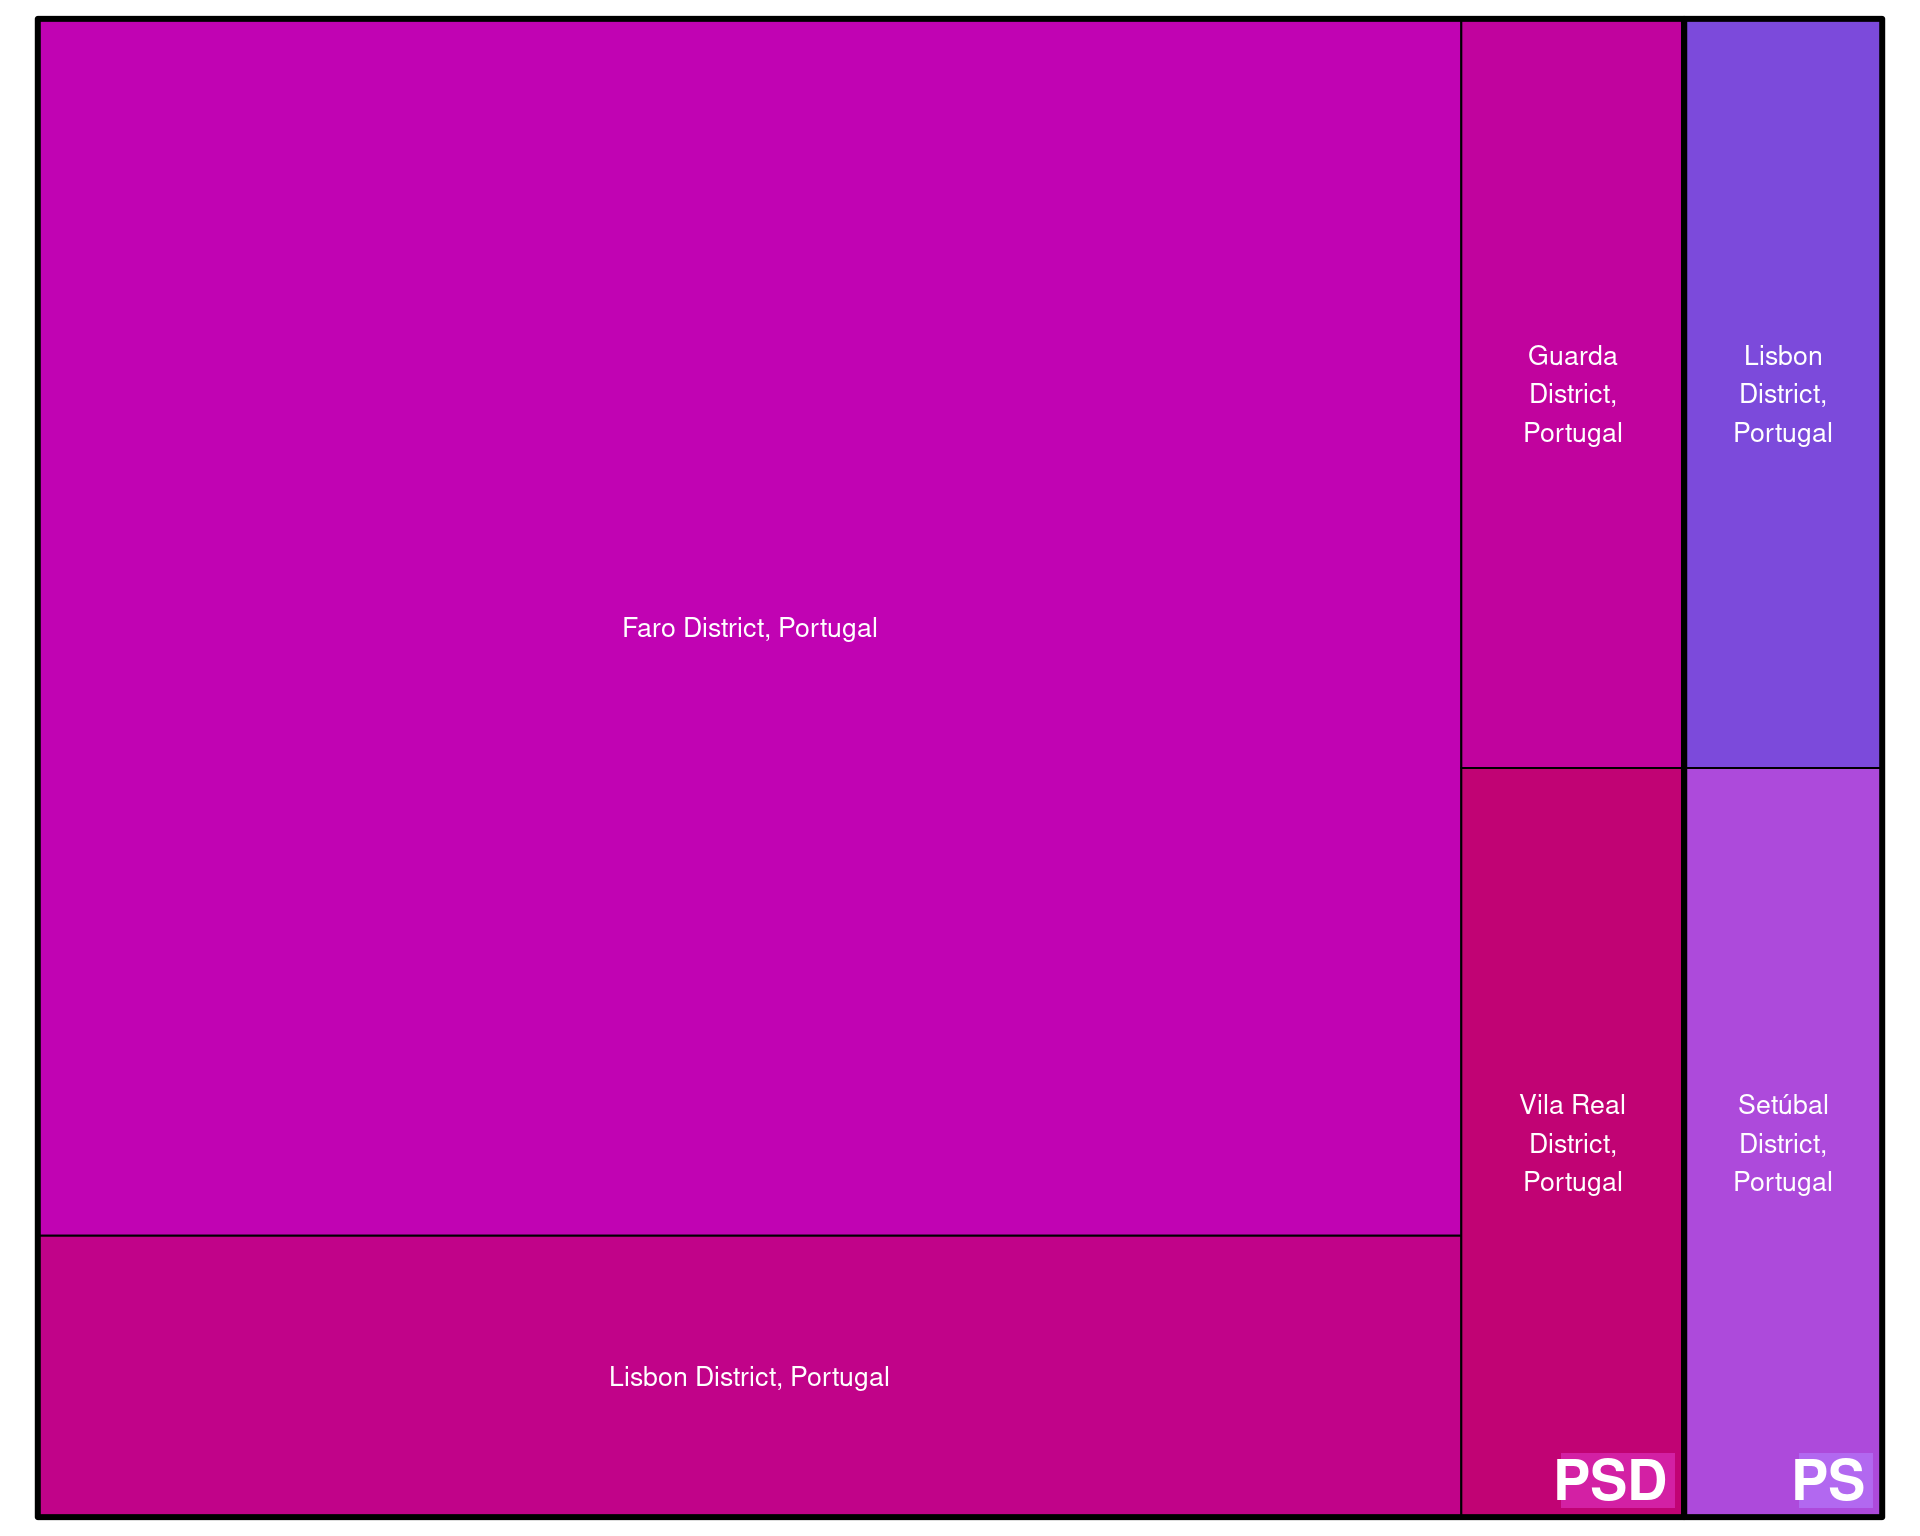 Faro District, Portugal
Lisbon District, Portugal
Guarda
District,
Portugal
Vila Real
District,
Portugal
PSD
Lisbon
District,
Portugal
Setúbal
District,
Portugal
PS